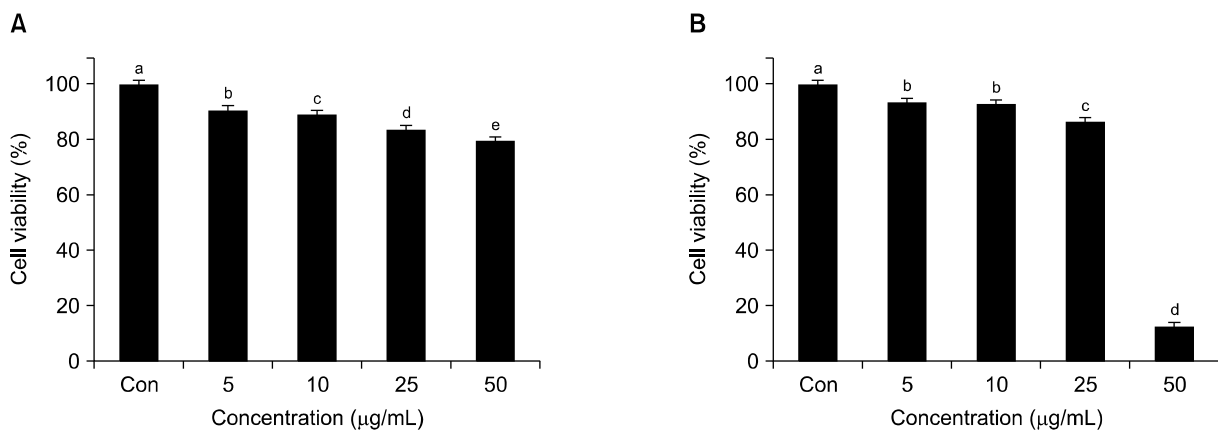 A
Cell viability (%)
100
80
60
40
20
0
a
b
c
d
e
Con 5 10 25 50
Concentration (μg/mL)
B
Cell viability (%)
100
80
60
40
20
0
a
b
b
c
d
Con 5 10 25 50
Concentration (μg/mL)